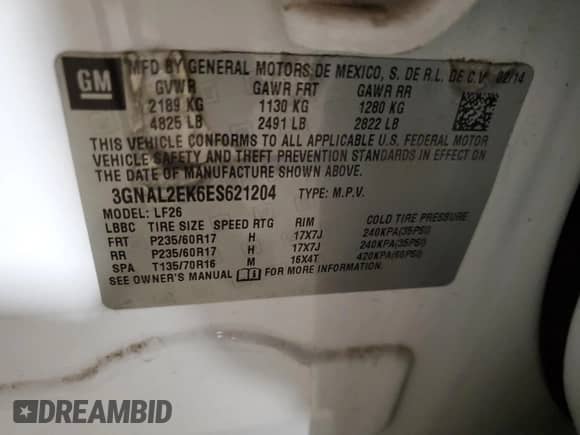 GM
MFD BY GENERAL MOTORS DE MEXICO, S. DE R.L. DE C.V. 02/14
GVWR GAWR FRT GAWR RR
2189 KG 1130 KG 1280 KG
4825 LB 2491 LB 2822 LB
THIS VEHICLE CONFORMS TO ALL APPLICABLE U.S. FEDERAL MOTOR
VEHICLE SAFETY AND THEFT PREVENTION STANDARDS IN EFFECT ON
THE DATE OF MANUFACTURE SHOWN ABOVE.
3GNAL2EK6ES621204 TYPE: M.P.V.
MODEL: LF26
LBBC TIRE SIZE SPEED RTG RIM COLD TIRE PRESSURE
FRT P235/60R17 H 17X7J 240KPA(35PSI)
RR P235/60R17 H 17X7J 240KPA(35PSI)
SPA T135/70R16 M 16X4T 420KPA(60PSI)
SEE OWNER'S MANUAL FOR MORE INFORMATION.
DREAMBID